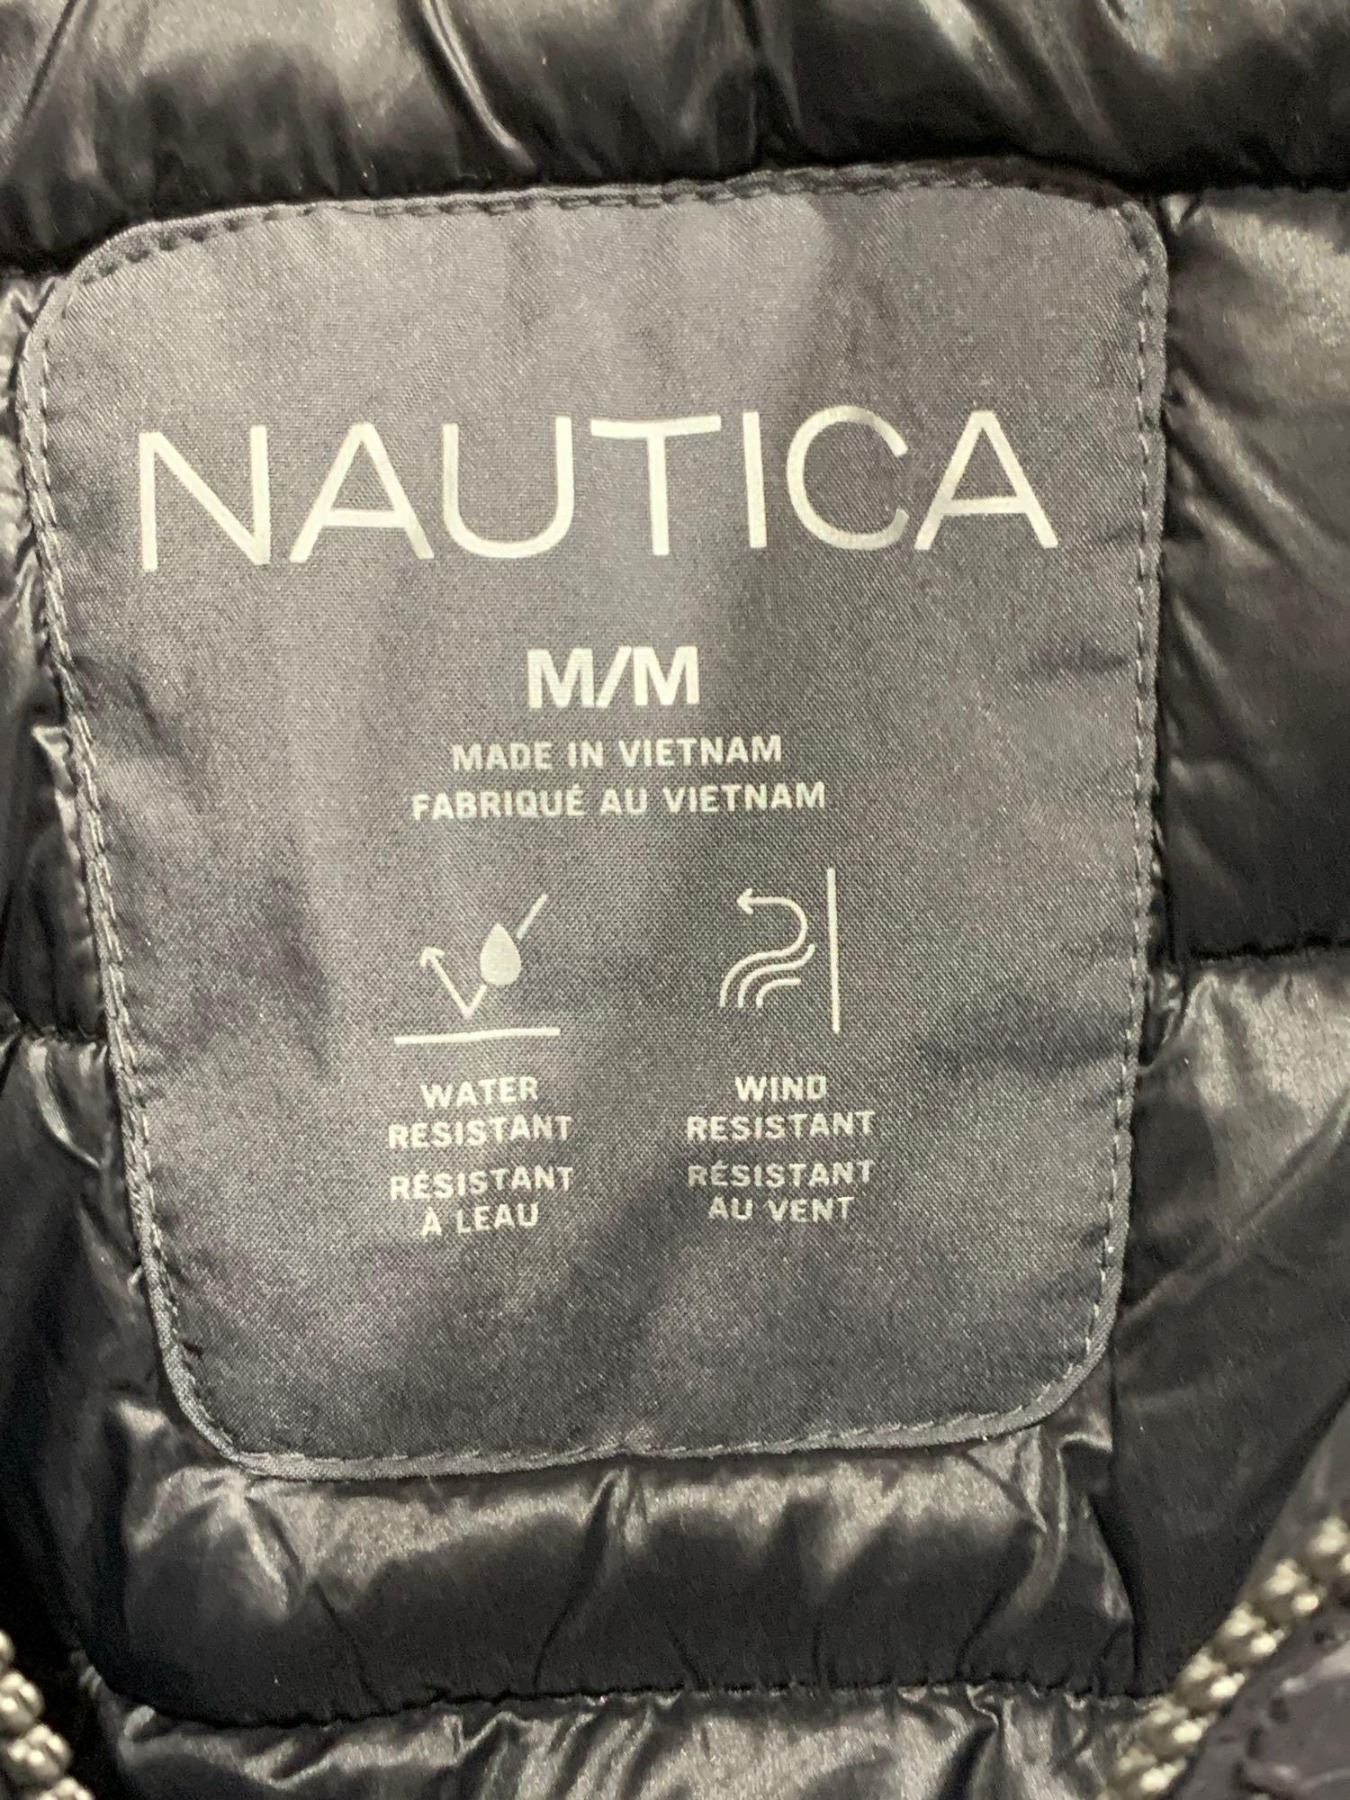 NAUTICA
M/M
MADE IN VIETNAM
FABRIQUÉ AU VIETNAM
WATER
RESISTANT
RÉSISTANT
À LEAU
WIND
RESISTANT
RÉSISTANT
AU VENT